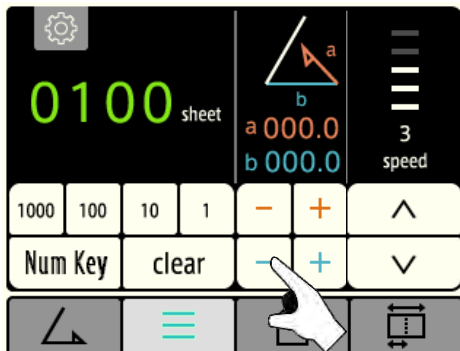 0100 sheet
a
b
a 000.0
b 000.0
3
speed
1000 100 10 1 - +
Num Key clear - +